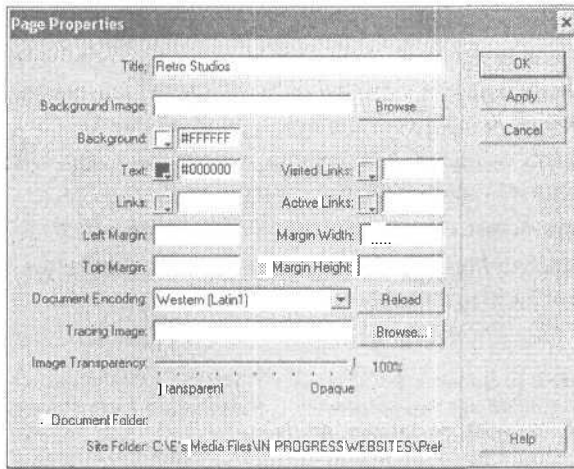 Page Properties
Title: Retro Studios
OK
Background Image: Browse
Apply
Background: #FFFFFF
Cancel
Text: #000000 Visited Links:
Links: Active Links:
Left Margin: Margin Width:
Top Margin: Margin Height:
Document Encoding: Western (Latin1) Reload
Tracing Image: Browse...
Image Transparency: 100%
Transparent Opaque
Document Folder:
Site Folder: C:\E's Media Files\IN PROGRESS\WEBSITES\
Help